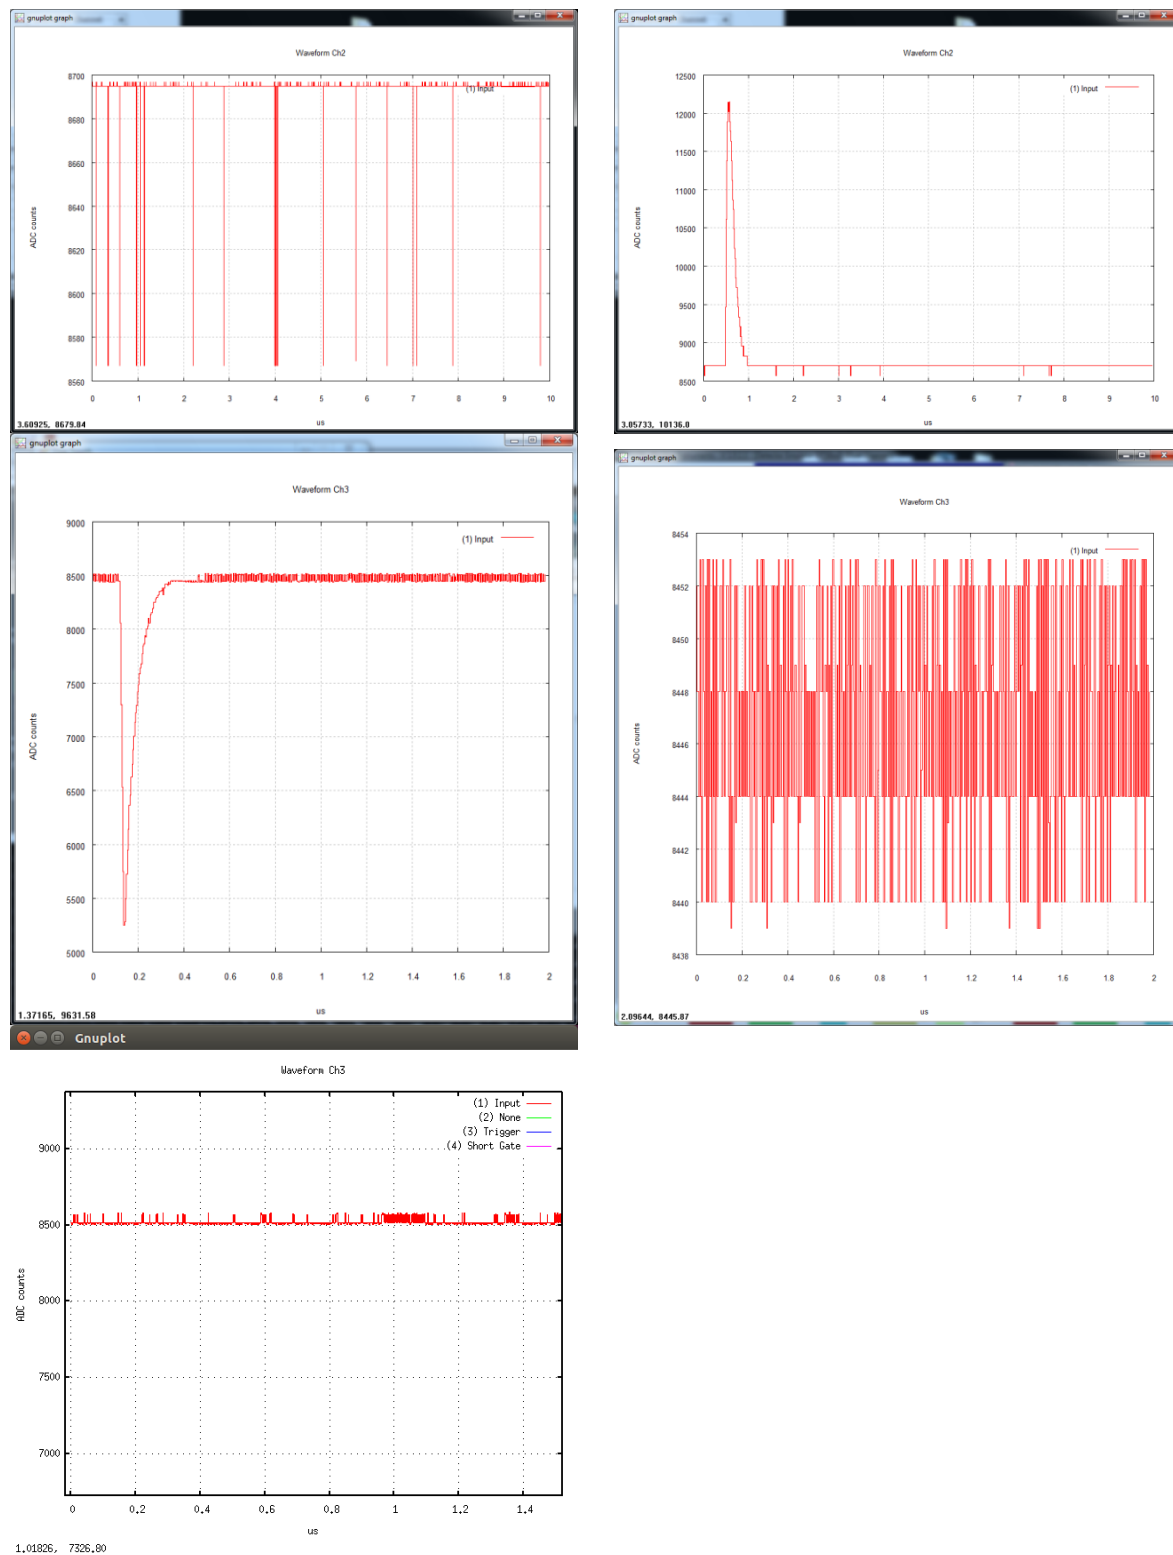 gnuplot graph
Waveform Ch2
(1) Input
ADC counts
8700
8680
8660
8640
8620
8600
8580
8560
0 1 2 3 4 5 6 7 8 9 10
us
3.60925, 8679.84
gnuplot graph
Waveform Ch2
(1) Input
ADC counts
12500
12000
11500
11000
10500
10000
9500
9000
8500
0 1 2 3 4 5 6 7 8 9 10
us
3.05733, 10136.0
gnuplot graph
Waveform Ch3
(1) Input
ADC counts
9000
8500
8000
7500
7000
6500
6000
5500
5000
0 0.2 0.4 0.6 0.8 1 1.2 1.4 1.6 1.8 2
us
1.37165, 9631.58
gnuplot graph
Waveform Ch3
(1) Input
ADC counts
8454
8452
8450
8448
8446
8444
8442
8440
8438
0 0.2 0.4 0.6 0.8 1 1.2 1.4 1.6 1.8 2
us
2.09644, 8445.87
Gnuplot
Waveform Ch3
(1) Input
(2) None
(3) Trigger
(4) Short Gate
ADC counts
9000
8500
8000
7500
7000
0 0.2 0.4 0.6 0.8 1 1.2 1.4
us
1.01826, 7326.80